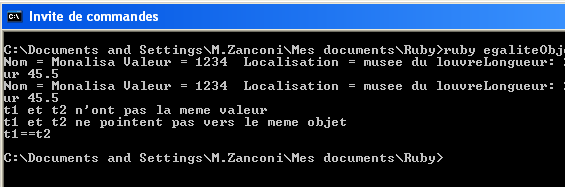 Invite de commandes
C:\Documents and Settings\M.Zanconi\Mes documents\Ruby>ruby egaliteObj
Nom = Monalisa Valeur = 1234  Localisation = musee du louvreLongueur:
ur 45.5
Nom = Monalisa Valeur = 1234  Localisation = musee du louvreLongueur:
ur 45.5
t1 et t2 n'ont pas la meme valeur
t1 et t2 ne pointent pas vers le meme objet
t1==t2
C:\Documents and Settings\M.Zanconi\Mes documents\Ruby>